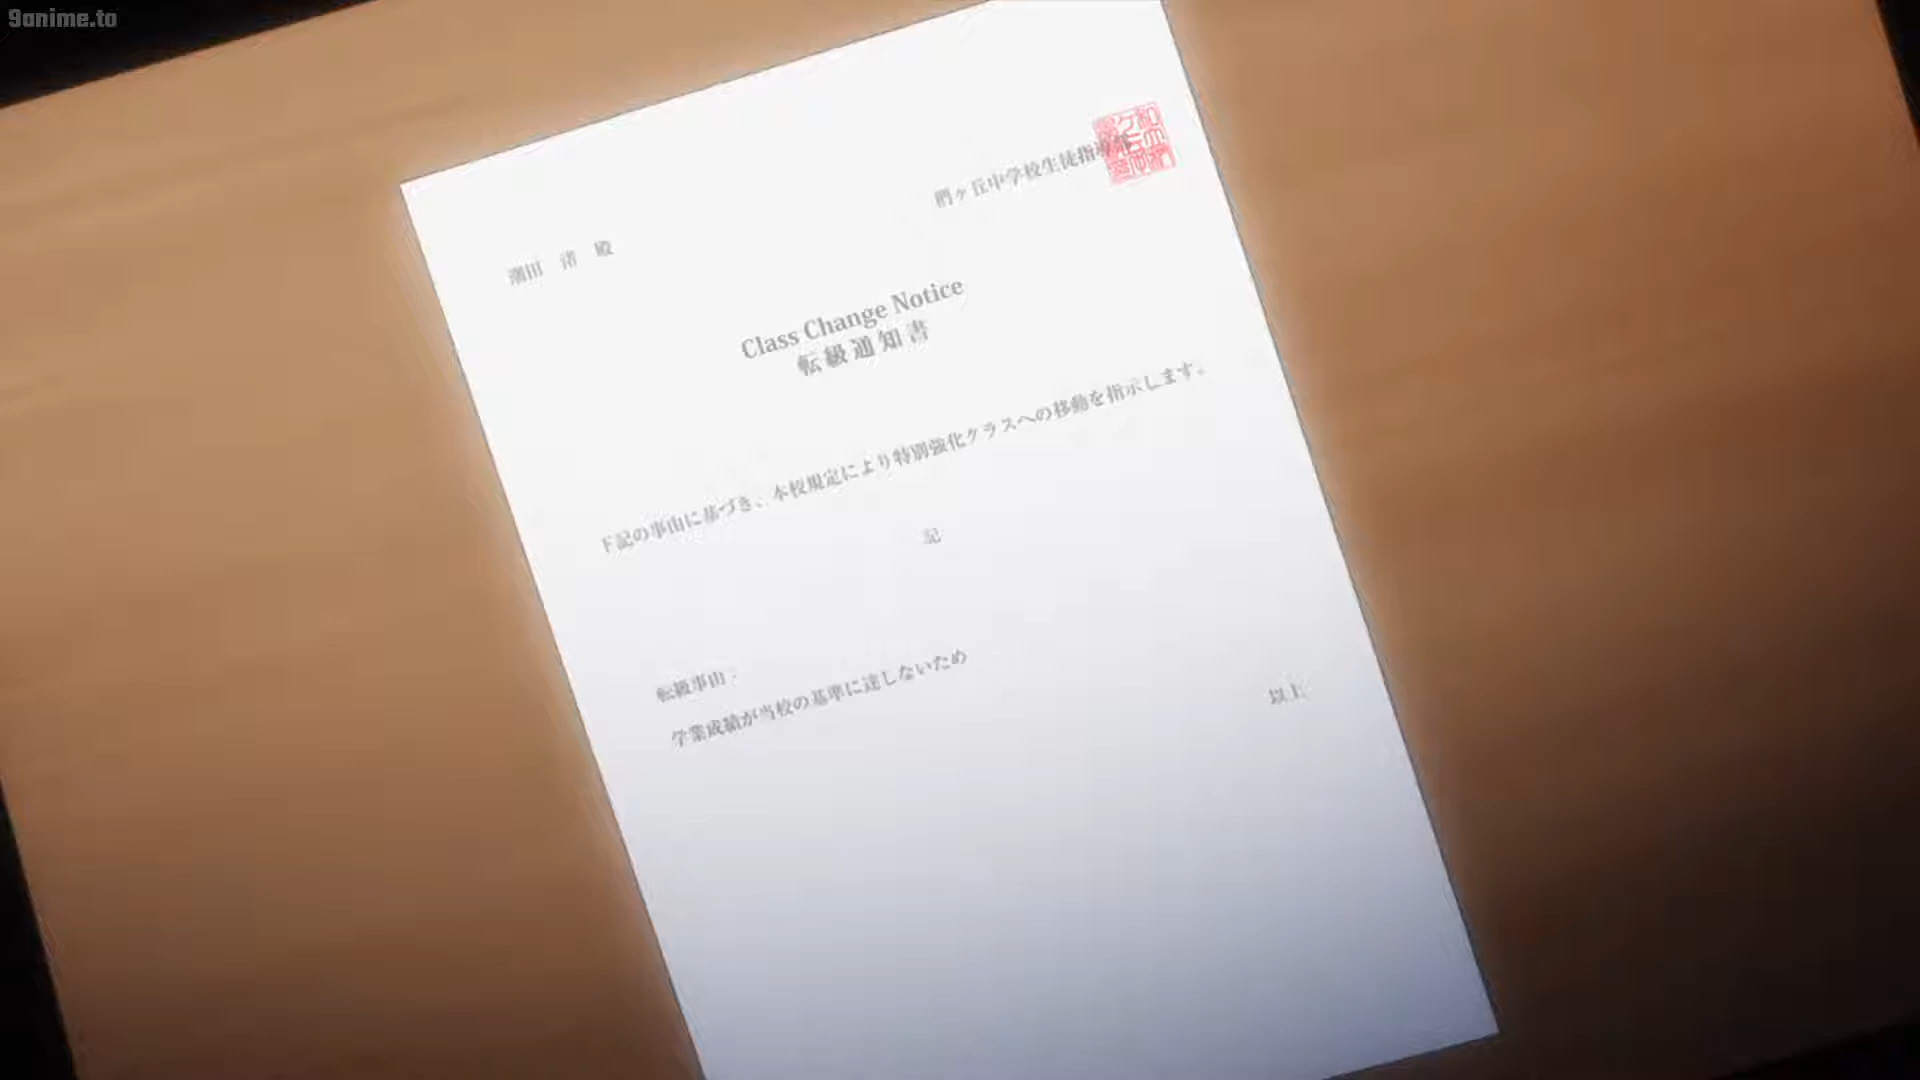 9anime.to
椚ヶ丘中学校生徒指導部
潮田 渚 殿
Class Change Notice
転級通知書
下記の事由に基づき、本校規定により特別強化クラスへの移動を指示します。
記
転級事由：
学業成績が当校の基準に達しないため
以上